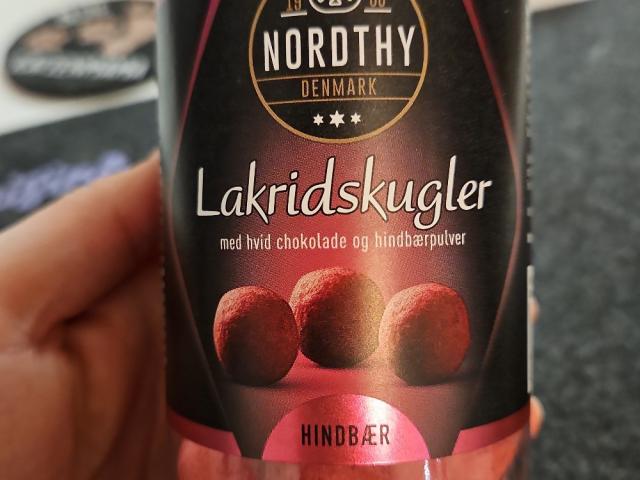 NORDTHY
DENMARK
Lakridskugler
med hvid chokolade og hindbærpulver
HINDBÆR